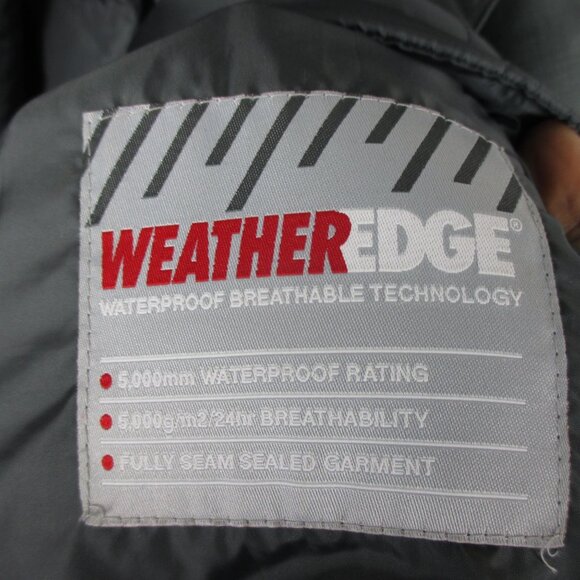 WEATHEREDGE®
WATERPROOF BREATHABLE TECHNOLOGY
5,000mm WATERPROOF RATING
5,000g/m2/24hr BREATHABILITY
FULLY SEAM SEALED GARMENT